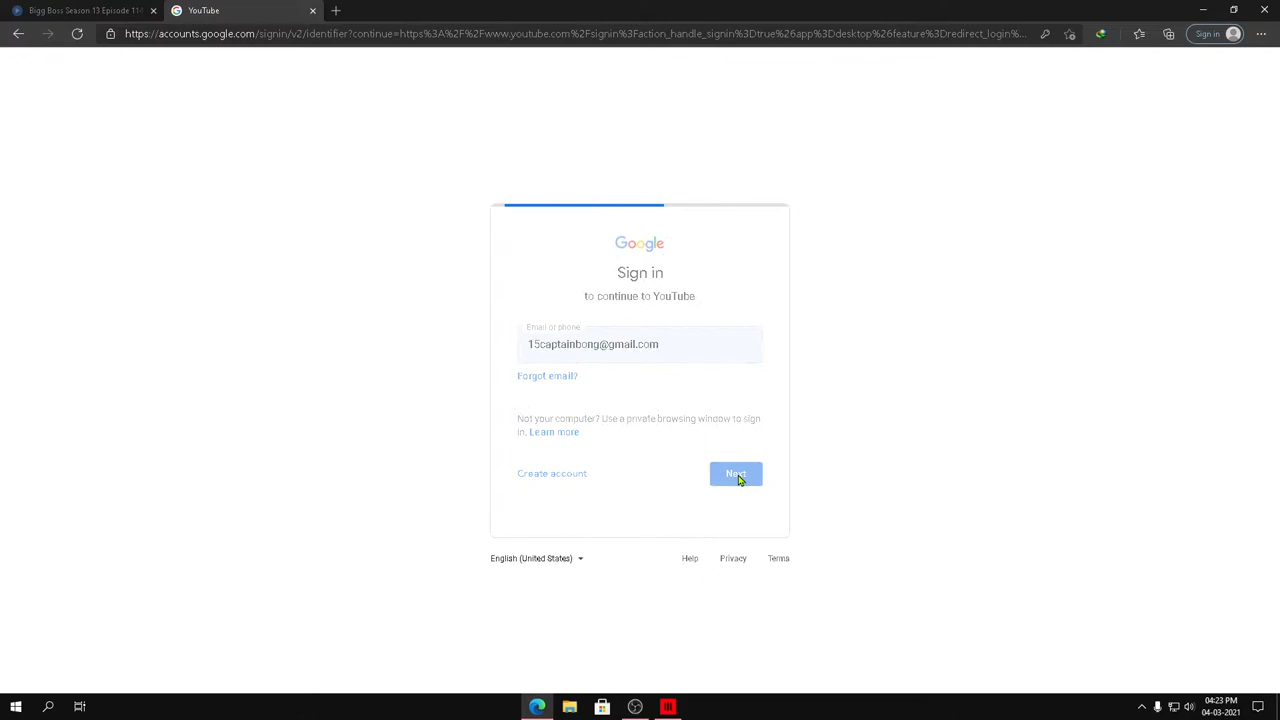 Bigg Boss Season 13 Episode 114
YouTube
https://accounts.google.com/signin/v2/identifier?continue=https%3A%2F%2Fwww.youtube.com%2Fsignin%3Faction_handle_signin%3Dtrue%26app%3Ddesktop%26feature%3Dredirect_login%...
Sign in
Google
Sign in
to continue to YouTube
Email or phone
15captainbong@gmail.com
Forgot email?
Not your computer? Use a private browsing window to sign
in. Learn more
Create account
Next
English (United States)
Help
Privacy
Terms
04:23 PM
04-03-2021